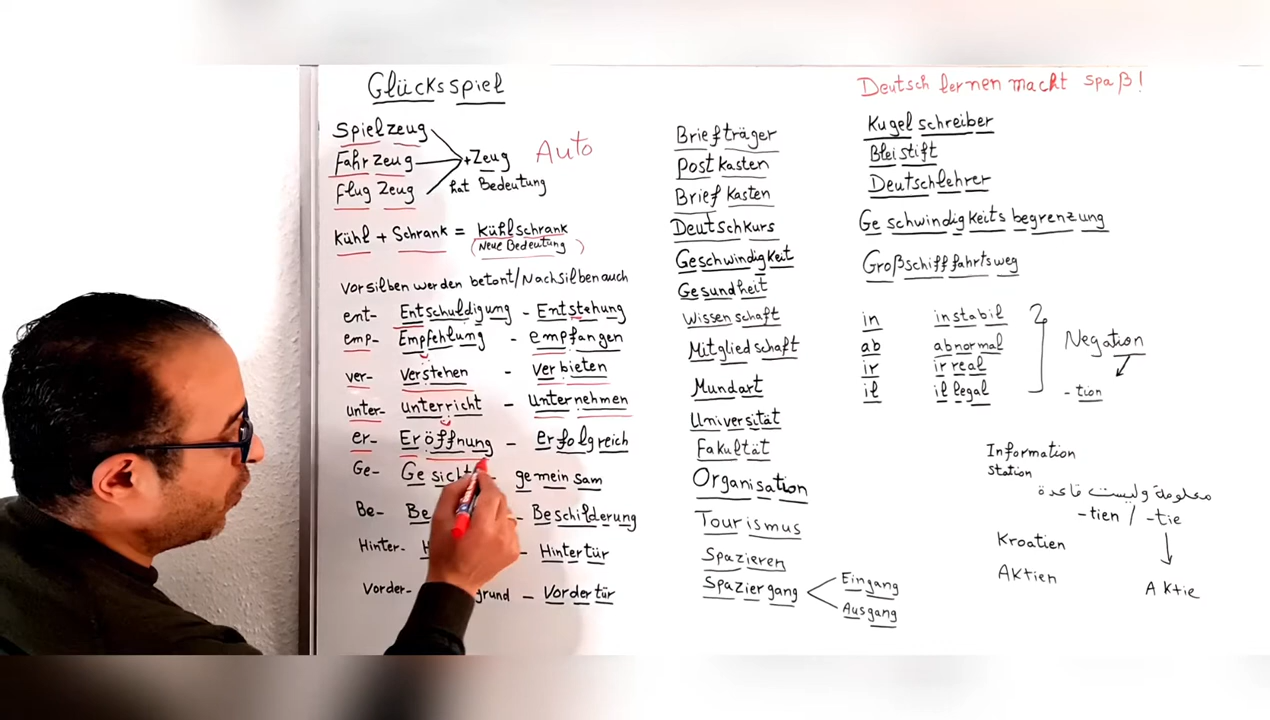 Glücksspiel
Spielzeug
Fahrzeug
Flug Zeug
+Zeug
hat Bedeutung
Auto
Kühl + Schrank = Kühlschrank
(Neue Bedeutung)
Vorsilben werden betont/Nachsilben auch
ent- Entschuldigung - Entstehung
emp- Empfehlung - empfangen
ver- verstehen - verbieten
unter- unterricht - Unternehmen
er- Eröffnung - erfolgreich
Ge- Gesicht - gemeinsam
Be- Be - Beschilderung
Hinter- H - Hintertür
Vorder- grund - Vordertür
Briefträger
Postkasten
Brief Kasten
Deutschkurs
Geschwindigkeit
Gesundheit
Wissenschaft
Mitgliedschaft
Mundart
Universität
Fakultät
Organisation
Tourismus
Spazieren
Spaziergang
Eingang
Ausgang
Deutsch lernen macht Spaß!
Kugelschreiber
Bleistift
Deutschlehrer
Geschwindigkeitsbegrenzung
Großschifffahrtsweg
in instabil
ab abnormal
ir irreal
il illegal
Negation
-tion
Information
Station
معلومة وليست قاعدة
-tien / -tie
Kroatien
Aktien
Aktie